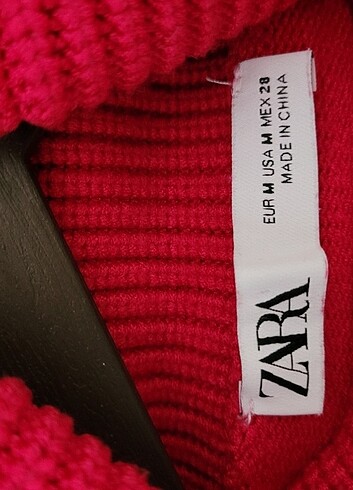 ZARA
EUR M USA M MEX 28
MADE IN CHINA